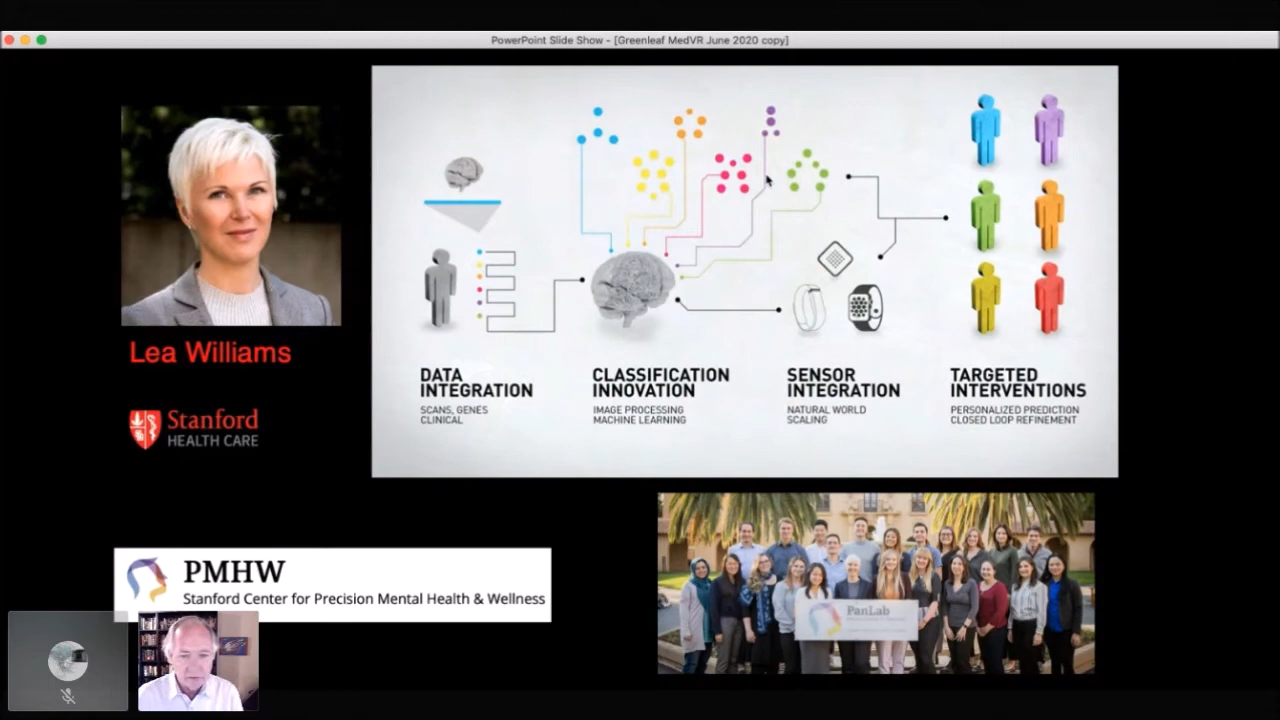 PowerPoint Slide Show - [Greenleaf MedVR June 2020 copy]
Lea Williams
Stanford
HEALTH CARE
DATA
INTEGRATION
SCANS, GENES
CLINICAL
CLASSIFICATION
INNOVATION
IMAGE PROCESSING
MACHINE LEARNING
SENSOR
INTEGRATION
NATURAL WORLD
SCALING
TARGETED
INTERVENTIONS
PERSONALIZED PREDICTION
CLOSED LOOP REFINEMENT
PMHW
Stanford Center for Precision Mental Health & Wellness
PanLab